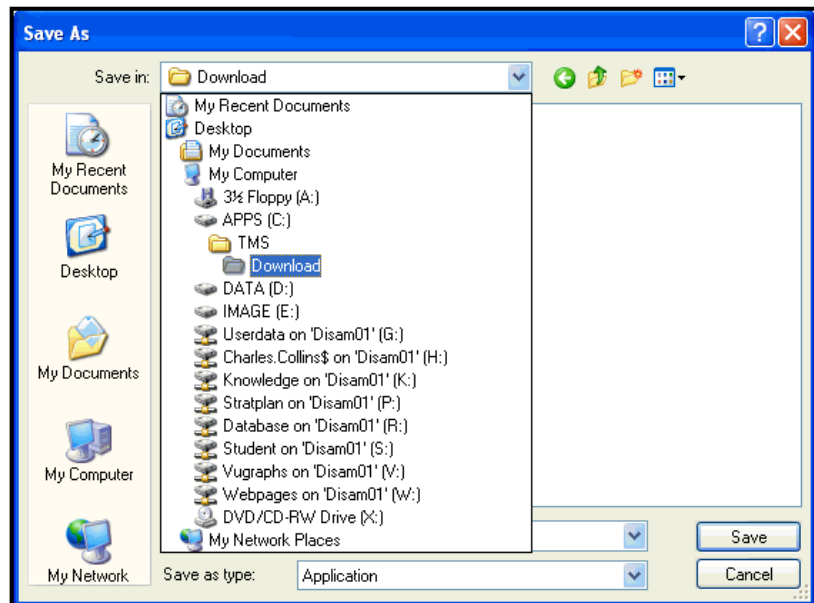 Save As
Save in:
Download
My Recent Documents
Desktop
My Documents
My Computer
3½ Floppy (A:)
APPS (C:)
TMS
Download
DATA (D:)
IMAGE (E:)
Userdata on 'Disam01' (G:)
Charles.Collins$ on 'Disam01' (H:)
Knowledge on 'Disam01' (K:)
Stratplan on 'Disam01' (P:)
Database on 'Disam01' (R:)
Student on 'Disam01' (S:)
Vugraphs on 'Disam01' (V:)
Webpages on 'Disam01' (W:)
DVD/CD-RW Drive (X:)
My Network Places
My Recent
Documents
Desktop
My Documents
My Computer
My Network
Save
Save as type:
Application
Cancel